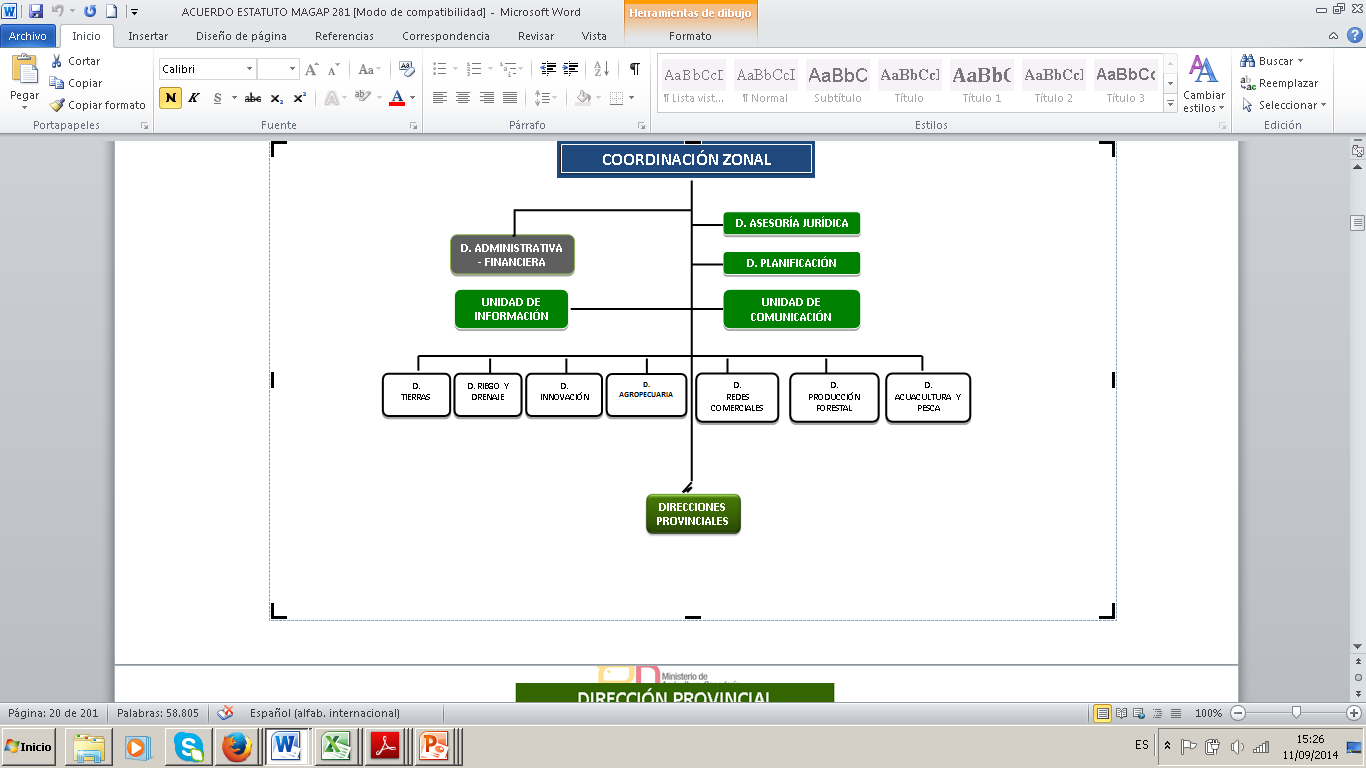 ACUERDO ESTATUTO MAGAP 281 [Modo de compatibilidad] - Microsoft Word
Herramientas de dibujo
Archivo Inicio Insertar Diseño de página Referencias Correspondencia Revisar Vista Formato
Pegar
Cortar
Copiar
Copiar formato
Portapapeles
Calibri
N K S abc x₂ x²
Aa
A
Fuente
Párrafo
AaBbCcI AaBbCcI AaBbC AaBbCcI AaBbC AaBbCcI AaBbCc
¶ Lista vist... ¶ Normal Subtítulo Título Título 1 Título 2 Título 3
Estilos
Cambiar
estilos
Buscar
Reemplazar
Seleccionar
Edición
COORDINACIÓN ZONAL
D. ASESORÍA JURÍDICA
D. ADMINISTRATIVA
- FINANCIERA
D. PLANIFICACIÓN
UNIDAD DE
INFORMACIÓN
UNIDAD DE
COMUNICACIÓN
D.
TIERRAS
D. RIEGO Y
DRENAJE
D.
INNOVACIÓN
D.
AGROPECUARIA
D.
REDES
COMERCIALES
D.
PRODUCCIÓN
FORESTAL
D.
ACUACULTURA Y
PESCA
DIRECCIONES
PROVINCIALES
Ministerio de
DIRECCIÓN PROVINCIAL
Página: 20 de 201 Palabras: 58.805 Español (alfab. internacional) 100%
Inicio
ES
15:26
11/09/2014